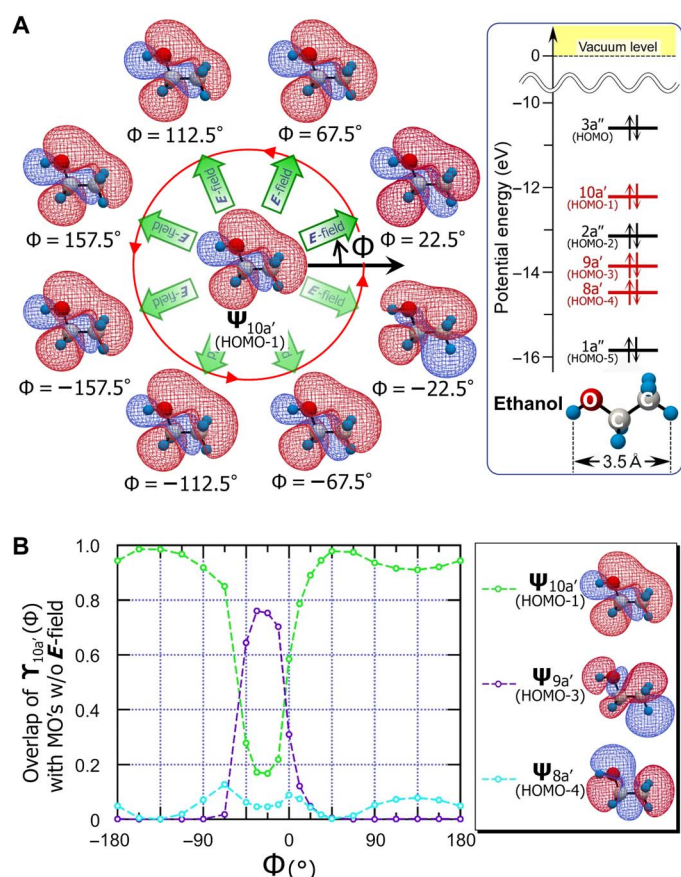 A
Φ = 112.5°
Φ = 67.5°
Φ = 157.5°
Φ = 22.5°
E-field
E-field
E-field
E-field
E-field
E-field
Φ
Ψ10a′
(HOMO-1)
Φ = −157.5°
Φ = −22.5°
Φ = −112.5°
Φ = −67.5°
Vacuum level
Potential energy (eV)
0
−10
−12
−14
−16
3a″
(HOMO)
10a′
(HOMO-1)
2a″
(HOMO-2)
9a′
(HOMO-3)
8a′
(HOMO-4)
1a″
(HOMO-5)
Ethanol
O
C
C
3.5 Å
B
Overlap of Υ10a′(Φ)
with MO's w/o E-field
1.0
0.8
0.6
0.4
0.2
0
−180
−90
0
90
180
Φ(°)
Ψ10a′
(HOMO-1)
Ψ9a′
(HOMO-3)
Ψ8a′
(HOMO-4)